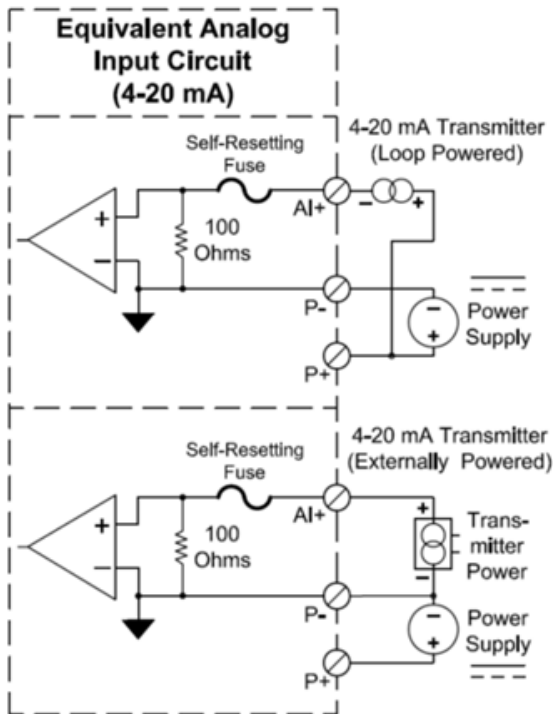 Equivalent Analog
Input Circuit
(4-20 mA)
4-20 mA Transmitter
(Loop Powered)
Self-Resetting
Fuse
AI+
- +
+
100
Ohms
-
P-
-
+
Power
Supply
P+
4-20 mA Transmitter
(Externally Powered)
Self-Resetting
Fuse
AI+
+
+
100
Ohms
Trans-
mitter
Power
-
-
P-
-
+
Power
Supply
P+